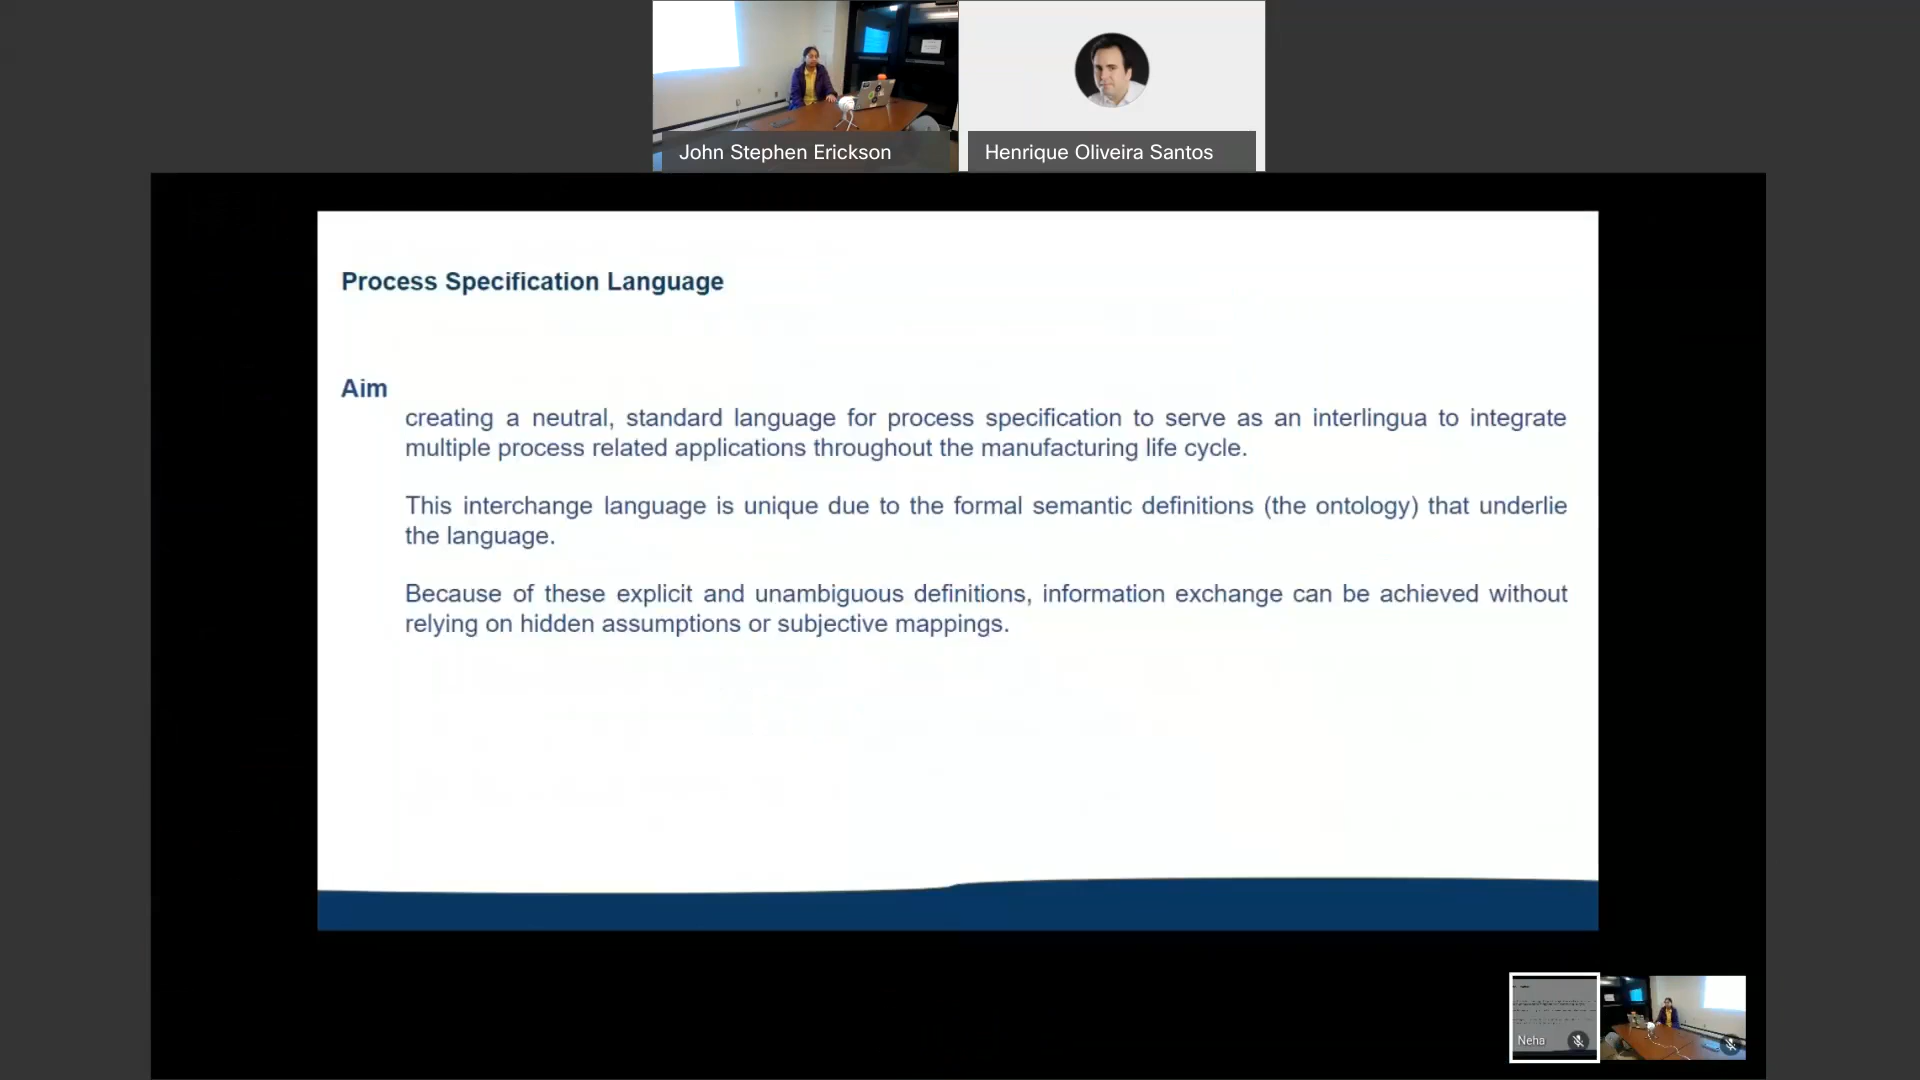 John Stephen Erickson
Henrique Oliveira Santos
Process Specification Language
Aim
creating a neutral, standard language for process specification to serve as an interlingua to integrate
multiple process related applications throughout the manufacturing life cycle.
This interchange language is unique due to the formal semantic definitions (the ontology) that underlie
the language.
Because of these explicit and unambiguous definitions, information exchange can be achieved without
relying on hidden assumptions or subjective mappings.
Neha